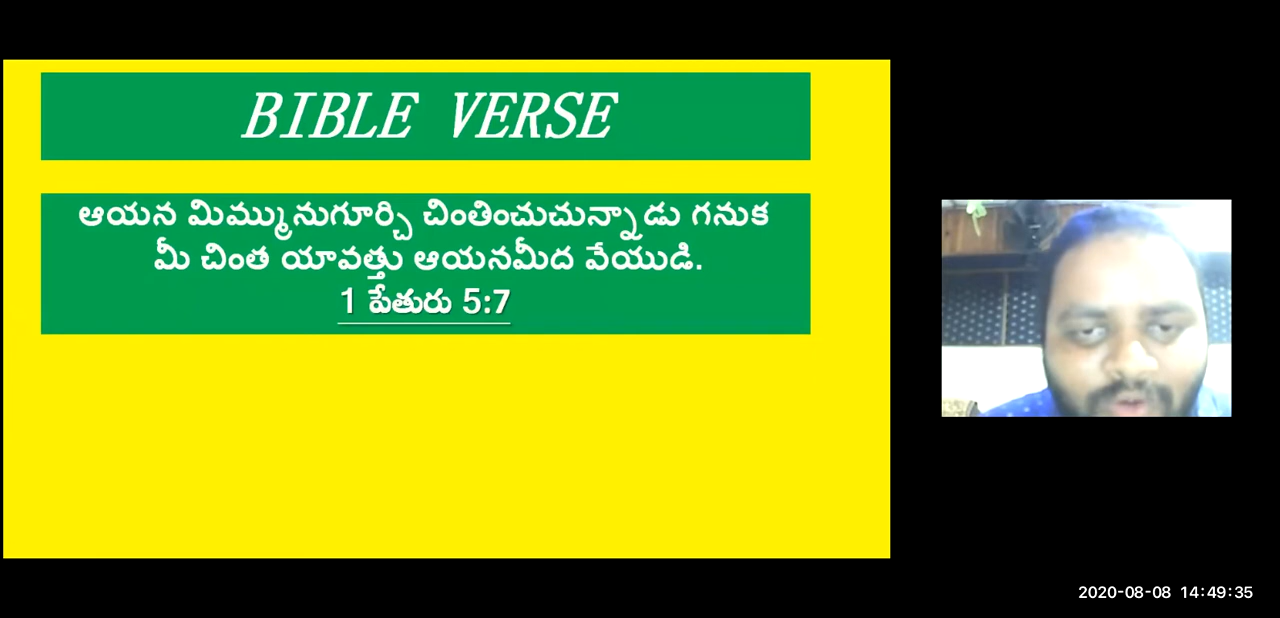 BIBLE VERSE
ఆయన మిమ్మునుగూర్చి చింతించుచున్నాడు గనుక
మీ చింత యావత్తు ఆయనమీద వేయుడి.
1 పేతురు 5:7
2020-08-08 14:49:35